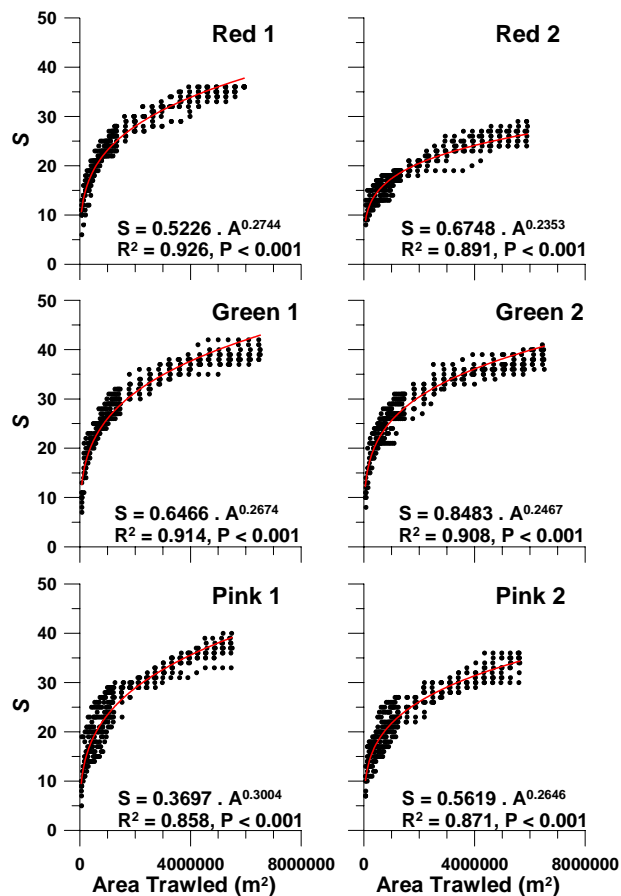 50
40
30
20
10
0
S
Red 1
S = 0.5226 . A^0.2744
R² = 0.926, P < 0.001
Red 2
S = 0.6748 . A^0.2353
R² = 0.891, P < 0.001
50
40
30
20
10
0
S
Green 1
S = 0.6466 . A^0.2674
R² = 0.914, P < 0.001
Green 2
S = 0.8483 . A^0.2467
R² = 0.908, P < 0.001
50
40
30
20
10
0
S
Pink 1
S = 0.3697 . A^0.3004
R² = 0.858, P < 0.001
0 4000000 8000000
Area Trawled (m²)
Pink 2
S = 0.5619 . A^0.2646
R² = 0.871, P < 0.001
0 4000000 8000000
Area Trawled (m²)